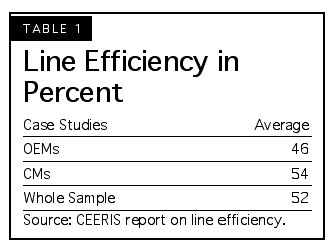 TABLE 1
Line Efficiency in
Percent
Case Studies Average
OEMs 46
CMs 54
Whole Sample 52
Source: CEERIS report on line efficiency.